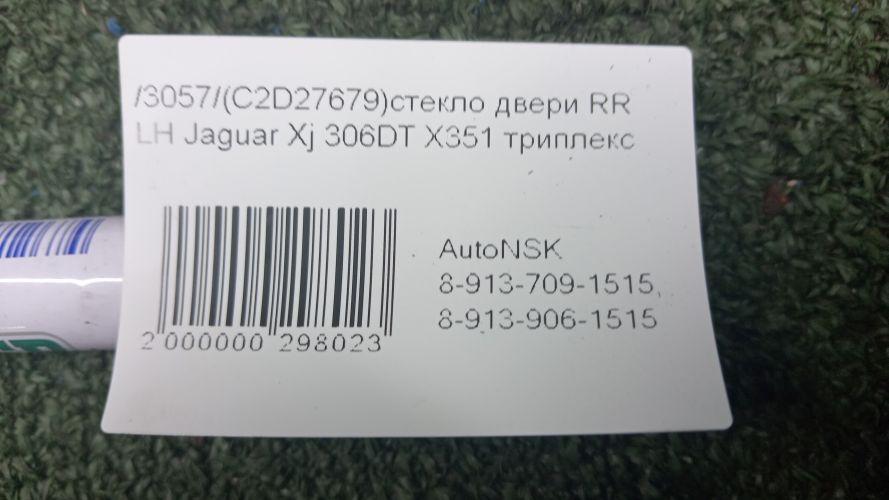 /3057/(C2D27679)стекло двери RR
LH Jaguar Xj 306DT X351 триплекс
AutoNSK
8-913-709-1515,
8-913-906-1515
2 000000 298023